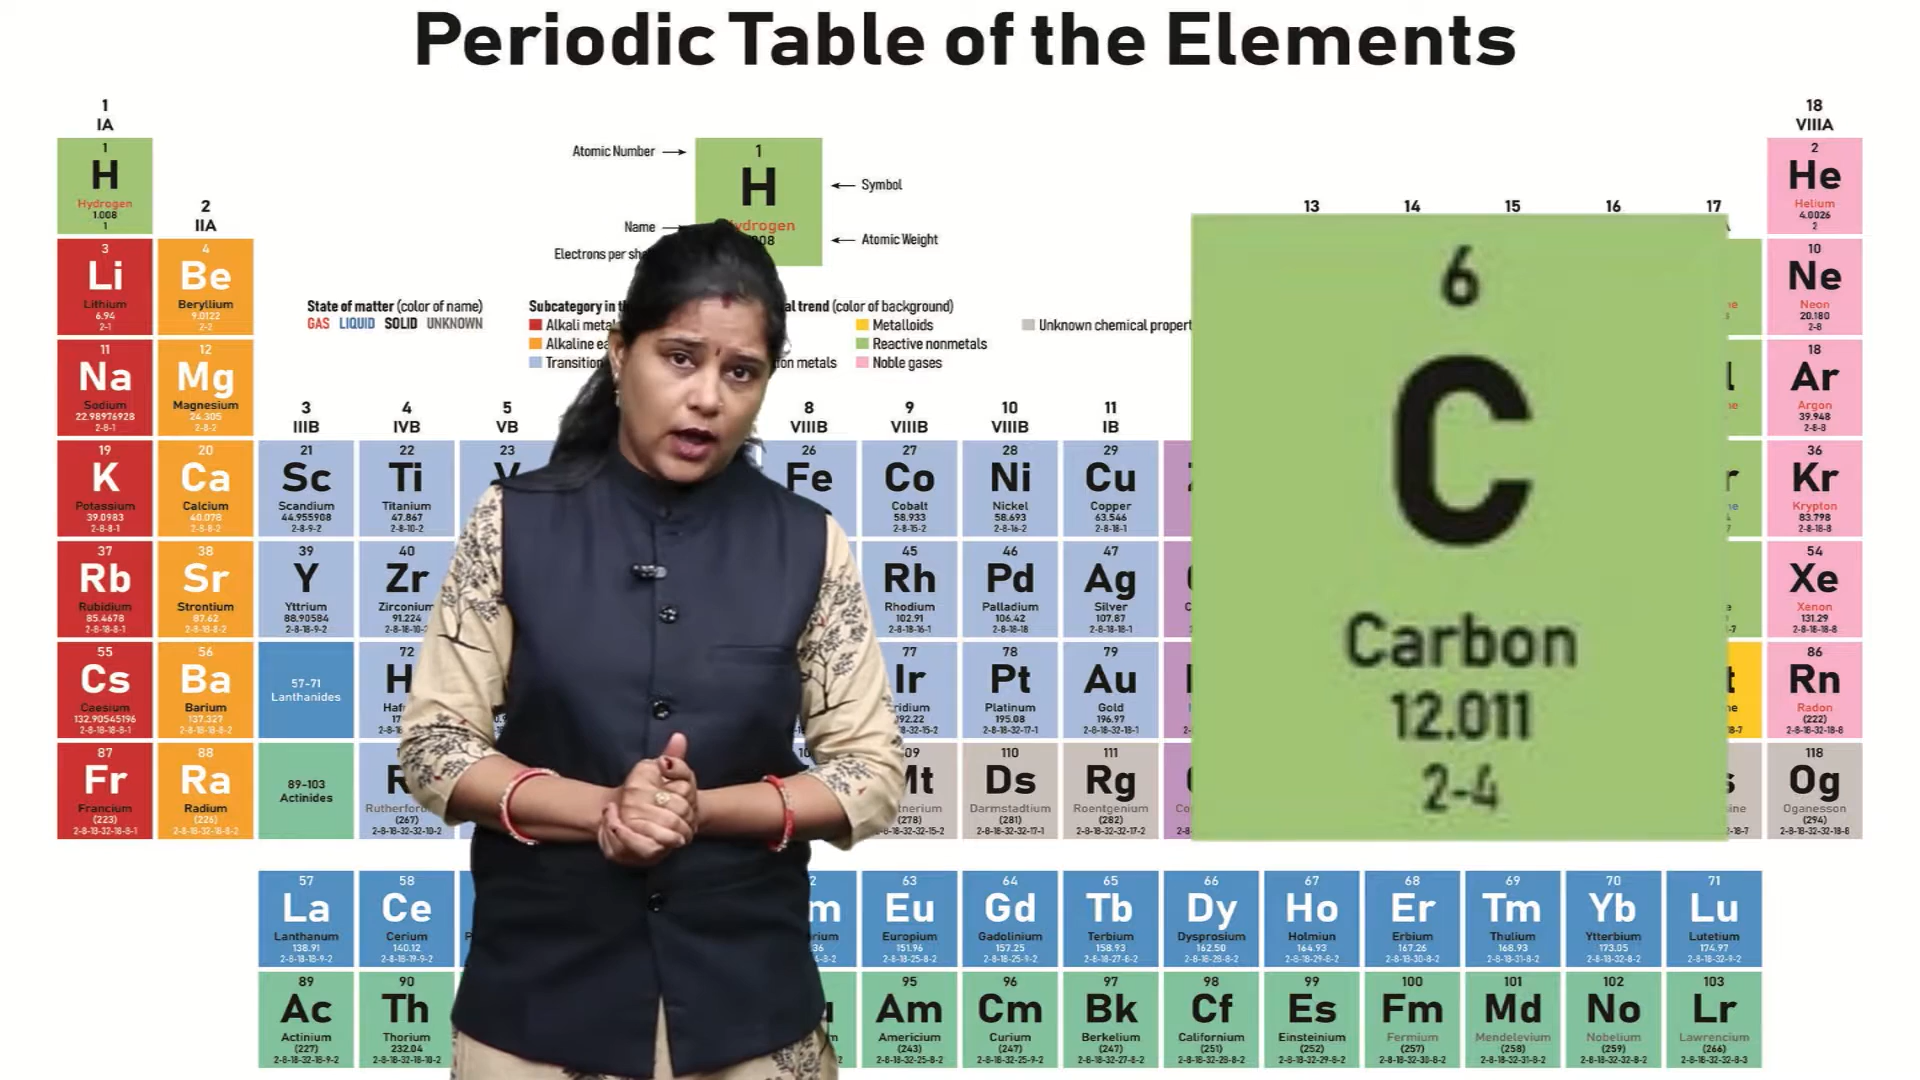 Periodic Table of the Elements
1
IA
18
VIIIA
1
H
Hydrogen
1.008
1
2
IIA
Atomic Number
1
H
Symbol
Name
Atomic Weight
Electrons per
13
14
15
16
17
2
He
Helium
4.0026
2
3
Li
Lithium
6.94
2-1
4
Be
Beryllium
9.0122
2-2
State of matter (color of name)
GAS LIQUID SOLID UNKNOWN
Subcategory in the
trend (color of background)
Alkali
Metalloids
Unknown chemical
Reactive nonmetals
Noble gases
metals
6
C
Carbon
12.011
2-4
10
Ne
Neon
20.180
2-8
11
Na
Sodium
22.98976928
2-8-1
12
Mg
Magnesium
24.305
2-8-2
18
Ar
Argon
39.948
2-8-8
3
IIIB
4
IVB
5
VB
8
VIIIB
9
VIIIB
10
VIIIB
11
IB
19
K
Potassium
39.0983
2-8-8-1
20
Ca
Calcium
40.078
2-8-8-2
21
Sc
Scandium
44.955908
2-8-9-2
22
Ti
Titanium
47.867
2-8-10-2
23
V
26
Fe
27
Co
Cobalt
58.933
2-8-15-2
28
Ni
Nickel
58.693
2-8-16-2
29
Cu
Copper
63.546
2-8-18-1
36
Kr
Krypton
83.798
2-8-18-8
37
Rb
Rubidium
85.4678
2-8-18-8-1
38
Sr
Strontium
87.62
2-8-18-8-2
39
Y
Yttrium
88.90584
2-8-18-9-2
40
Zr
Zirconium
91.224
45
Rh
Rhodium
102.91
2-8-18-16-1
46
Pd
Palladium
106.42
2-8-18-18
47
Ag
Silver
107.87
2-8-18-18-1
54
Xe
Xenon
131.29
2-8-18-18-8
55
Cs
Caesium
132.90545196
2-8-18-18-8-1
56
Ba
Barium
137.327
2-8-18-18-8-2
57-71
Lanthanides
72
77
Ir
78
Pt
Platinum
195.08
2-8-18-32-17-1
79
Au
Gold
196.97
2-8-18-32-18-1
86
Rn
Radon
(222)
2-8-18-32-18-8
87
Fr
Francium
(223)
2-8-18-32-18-8-1
88
Ra
Radium
(226)
2-8-18-32-18-8-2
89-103
Actinides
(267)
2-8-18-32-32-10-2
Mt
(278)
2-8-18-32-32-15-2
110
Ds
Darmstadtium
(281)
2-8-18-32-32-17-1
111
Rg
Roentgenium
(282)
2-8-18-32-32-17-2
118
Og
Oganesson
(294)
2-8-18-32-32-18-8
57
La
Lanthanum
138.91
2-8-18-18-9-2
58
Ce
Cerium
140.12
2-8-18-19-9-2
63
Eu
Europium
151.96
2-8-18-25-8-2
64
Gd
Gadolinium
157.25
2-8-18-25-9-2
65
Tb
Terbium
158.93
2-8-18-27-8-2
66
Dy
Dysprosium
162.50
2-8-18-28-8-2
67
Ho
Holmiun
164.93
2-8-18-29-8-2
68
Er
Erbium
167.26
2-8-18-30-8-2
69
Tm
Thulium
168.93
2-8-18-31-8-2
70
Yb
Ytterbium
173.05
2-8-18-32-8-2
71
Lu
Lutetium
174.97
2-8-18-32-9-2
89
Ac
Actinium
(227)
2-8-18-32-18-9-2
90
Th
Thorium
232.04
2-8-18-32-18-10-2
95
Am
Americium
(243)
2-8-18-32-25-8-2
96
Cm
Curium
(247)
2-8-18-32-25-9-2
97
Bk
Berkelium
(247)
2-8-18-32-27-8-2
98
Cf
Californium
(251)
2-8-18-32-28-8-2
99
Es
Einsteinium
(252)
2-8-18-32-29-8-2
100
Fm
Fermium
(257)
2-8-18-32-30-8-2
101
Md
Mendelevium
(258)
2-8-18-32-31-8-2
102
No
Nobelium
(259)
2-8-18-32-32-8-2
103
Lr
Lawrencium
(266)
2-8-18-32-32-8-3